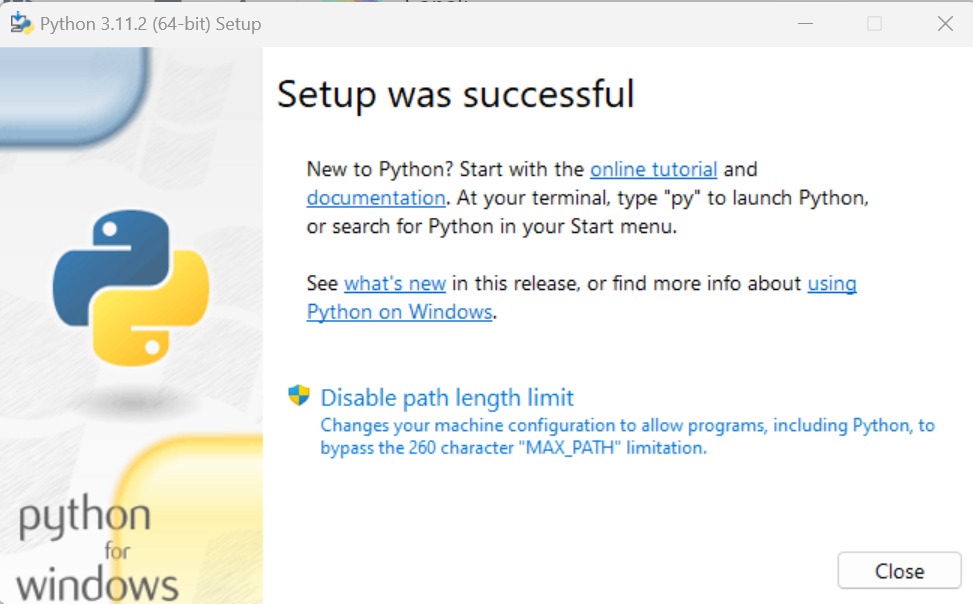 Python 3.11.2 (64-bit) Setup
Setup was successful
New to Python? Start with the online tutorial and
documentation. At your terminal, type "py" to launch Python,
or search for Python in your Start menu.
See what's new in this release, or find more info about using
Python on Windows.
Disable path length limit
Changes your machine configuration to allow programs, including Python, to
bypass the 260 character "MAX_PATH" limitation.
python
for
windows
Close